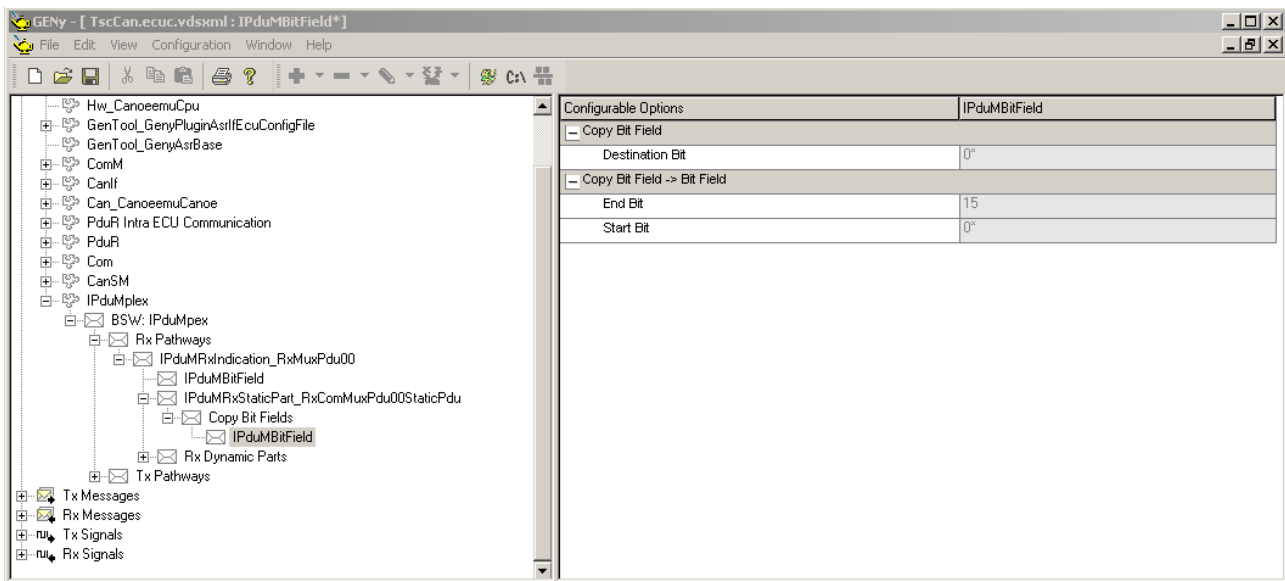 GENy - [ TscCan.ecuc.vdsxml : IPduMBitField*]
File Edit View Configuration Window Help
C:\
Hw_CanoeemuCpu
GenTool_GenyPluginAsrIfEcuConfigFile
GenTool_GenyAsrBase
ComM
CanIf
Can_CanoeemuCanoe
PduR Intra ECU Communication
PduR
Com
CanSM
IPduMplex
BSW: IPduMpex
Rx Pathways
IPduMRxIndication_RxMuxPdu00
IPduMBitField
IPduMRxStaticPart_RxComMuxPdu00StaticPdu
Copy Bit Fields
IPduMBitField
Rx Dynamic Parts
Tx Pathways
Tx Messages
Rx Messages
Tx Signals
Rx Signals
Configurable Options IPduMBitField
Copy Bit Field
Destination Bit 0*
Copy Bit Field -> Bit Field
End Bit 15
Start Bit 0*